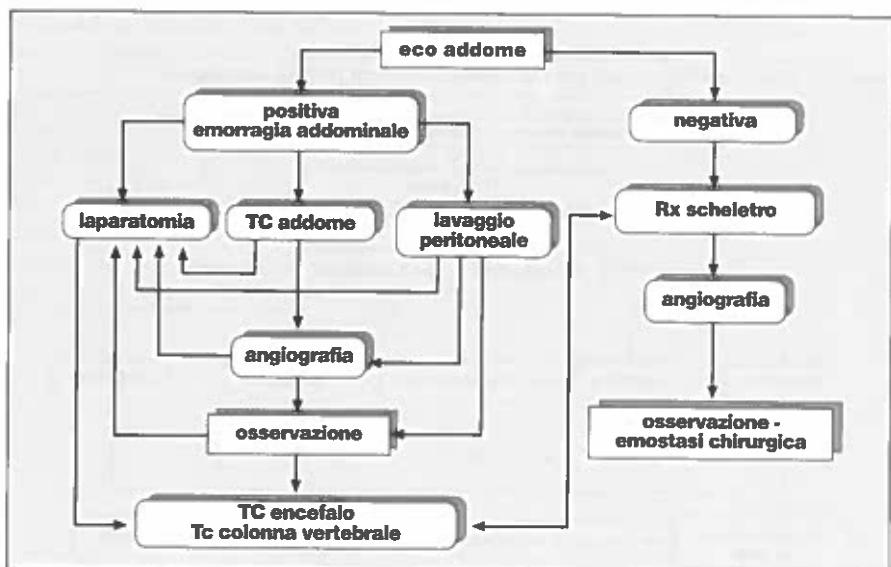 eco addome
positiva
emorragia addominale
negativa
laparatomia
TC addome
lavaggio
peritoneale
Rx scheletro
angiografia
angiografia
osservazione
osservazione -
emostasi chirurgica
TC encefalo
Tc colonna vertebrale